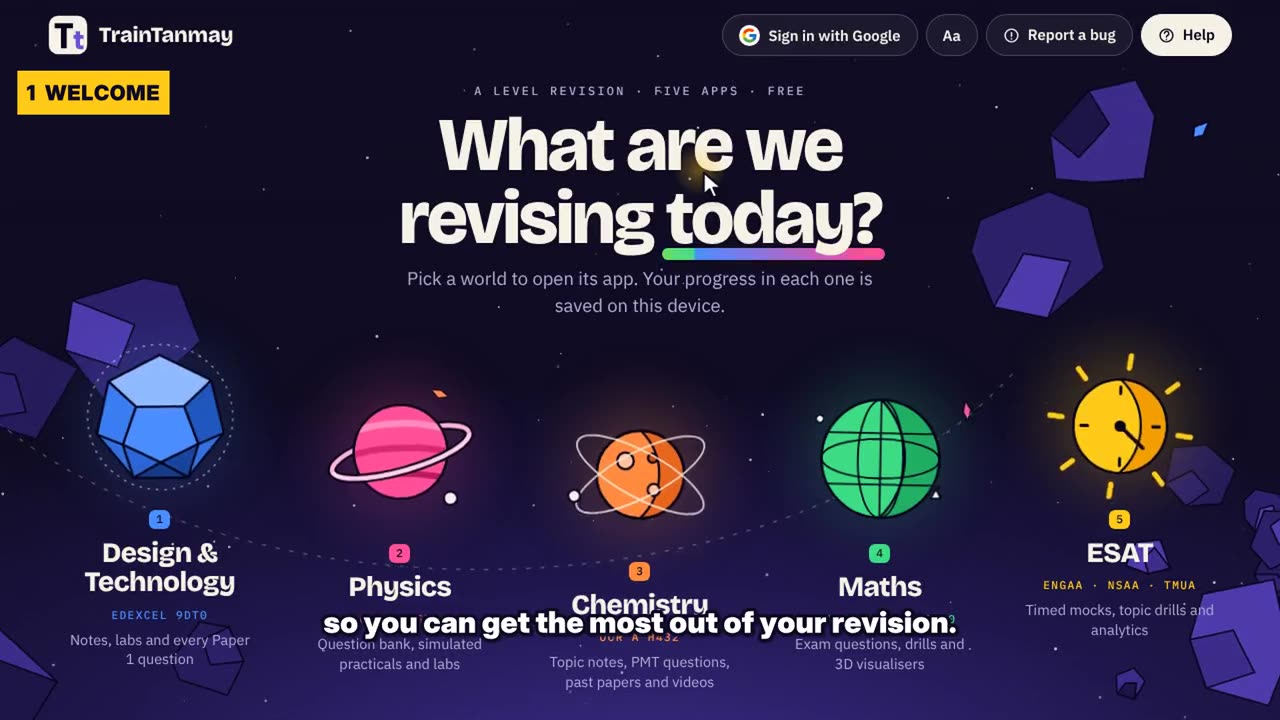 Tt TrainTanmay
Sign in with Google
Aa
Report a bug
Help
1 WELCOME
A LEVEL REVISION · FIVE APPS · FREE
What are we
revising today?
Pick a world to open its app. Your progress in each one is
saved on this device.
1
Design &
Technology
EDEXCEL 9DT0
Notes, labs and every Paper
1 question
2
Physics
Question bank, simulated
practicals and labs
3
Chemistry
OCR A H432
Topic notes, PMT questions,
past papers and videos
4
Maths
Exam questions, drills and
3D visualisers
5
ESAT
ENGAA · NSAA · TMUA
Timed mocks, topic drills and
analytics
so you can get the most out of your revision.